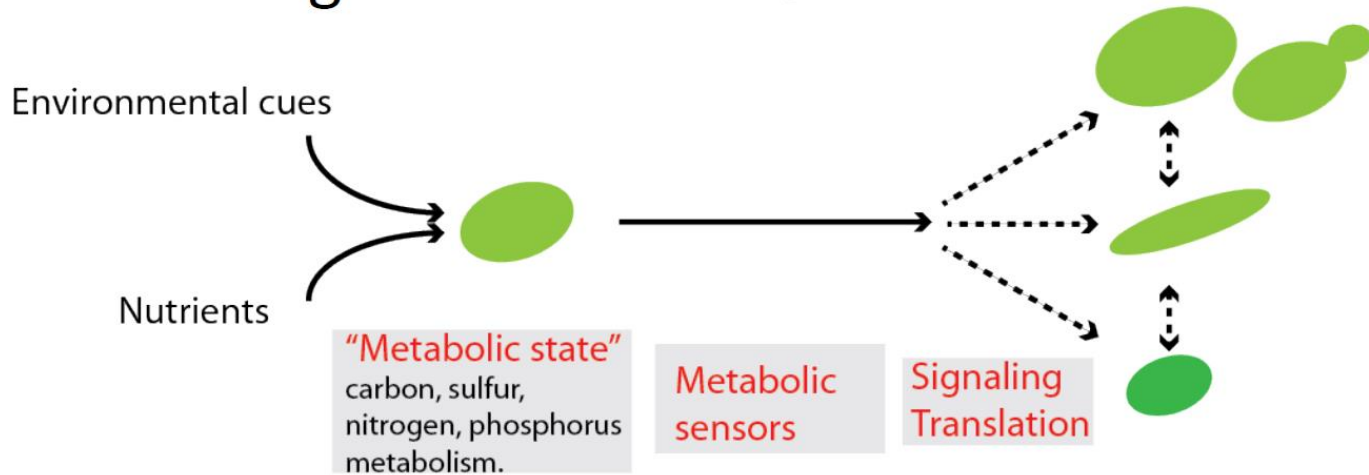 Environmental cues
Nutrients
“Metabolic state”
carbon, sulfur,
nitrogen, phosphorus
metabolism.
Metabolic
sensors
Signaling
Translation